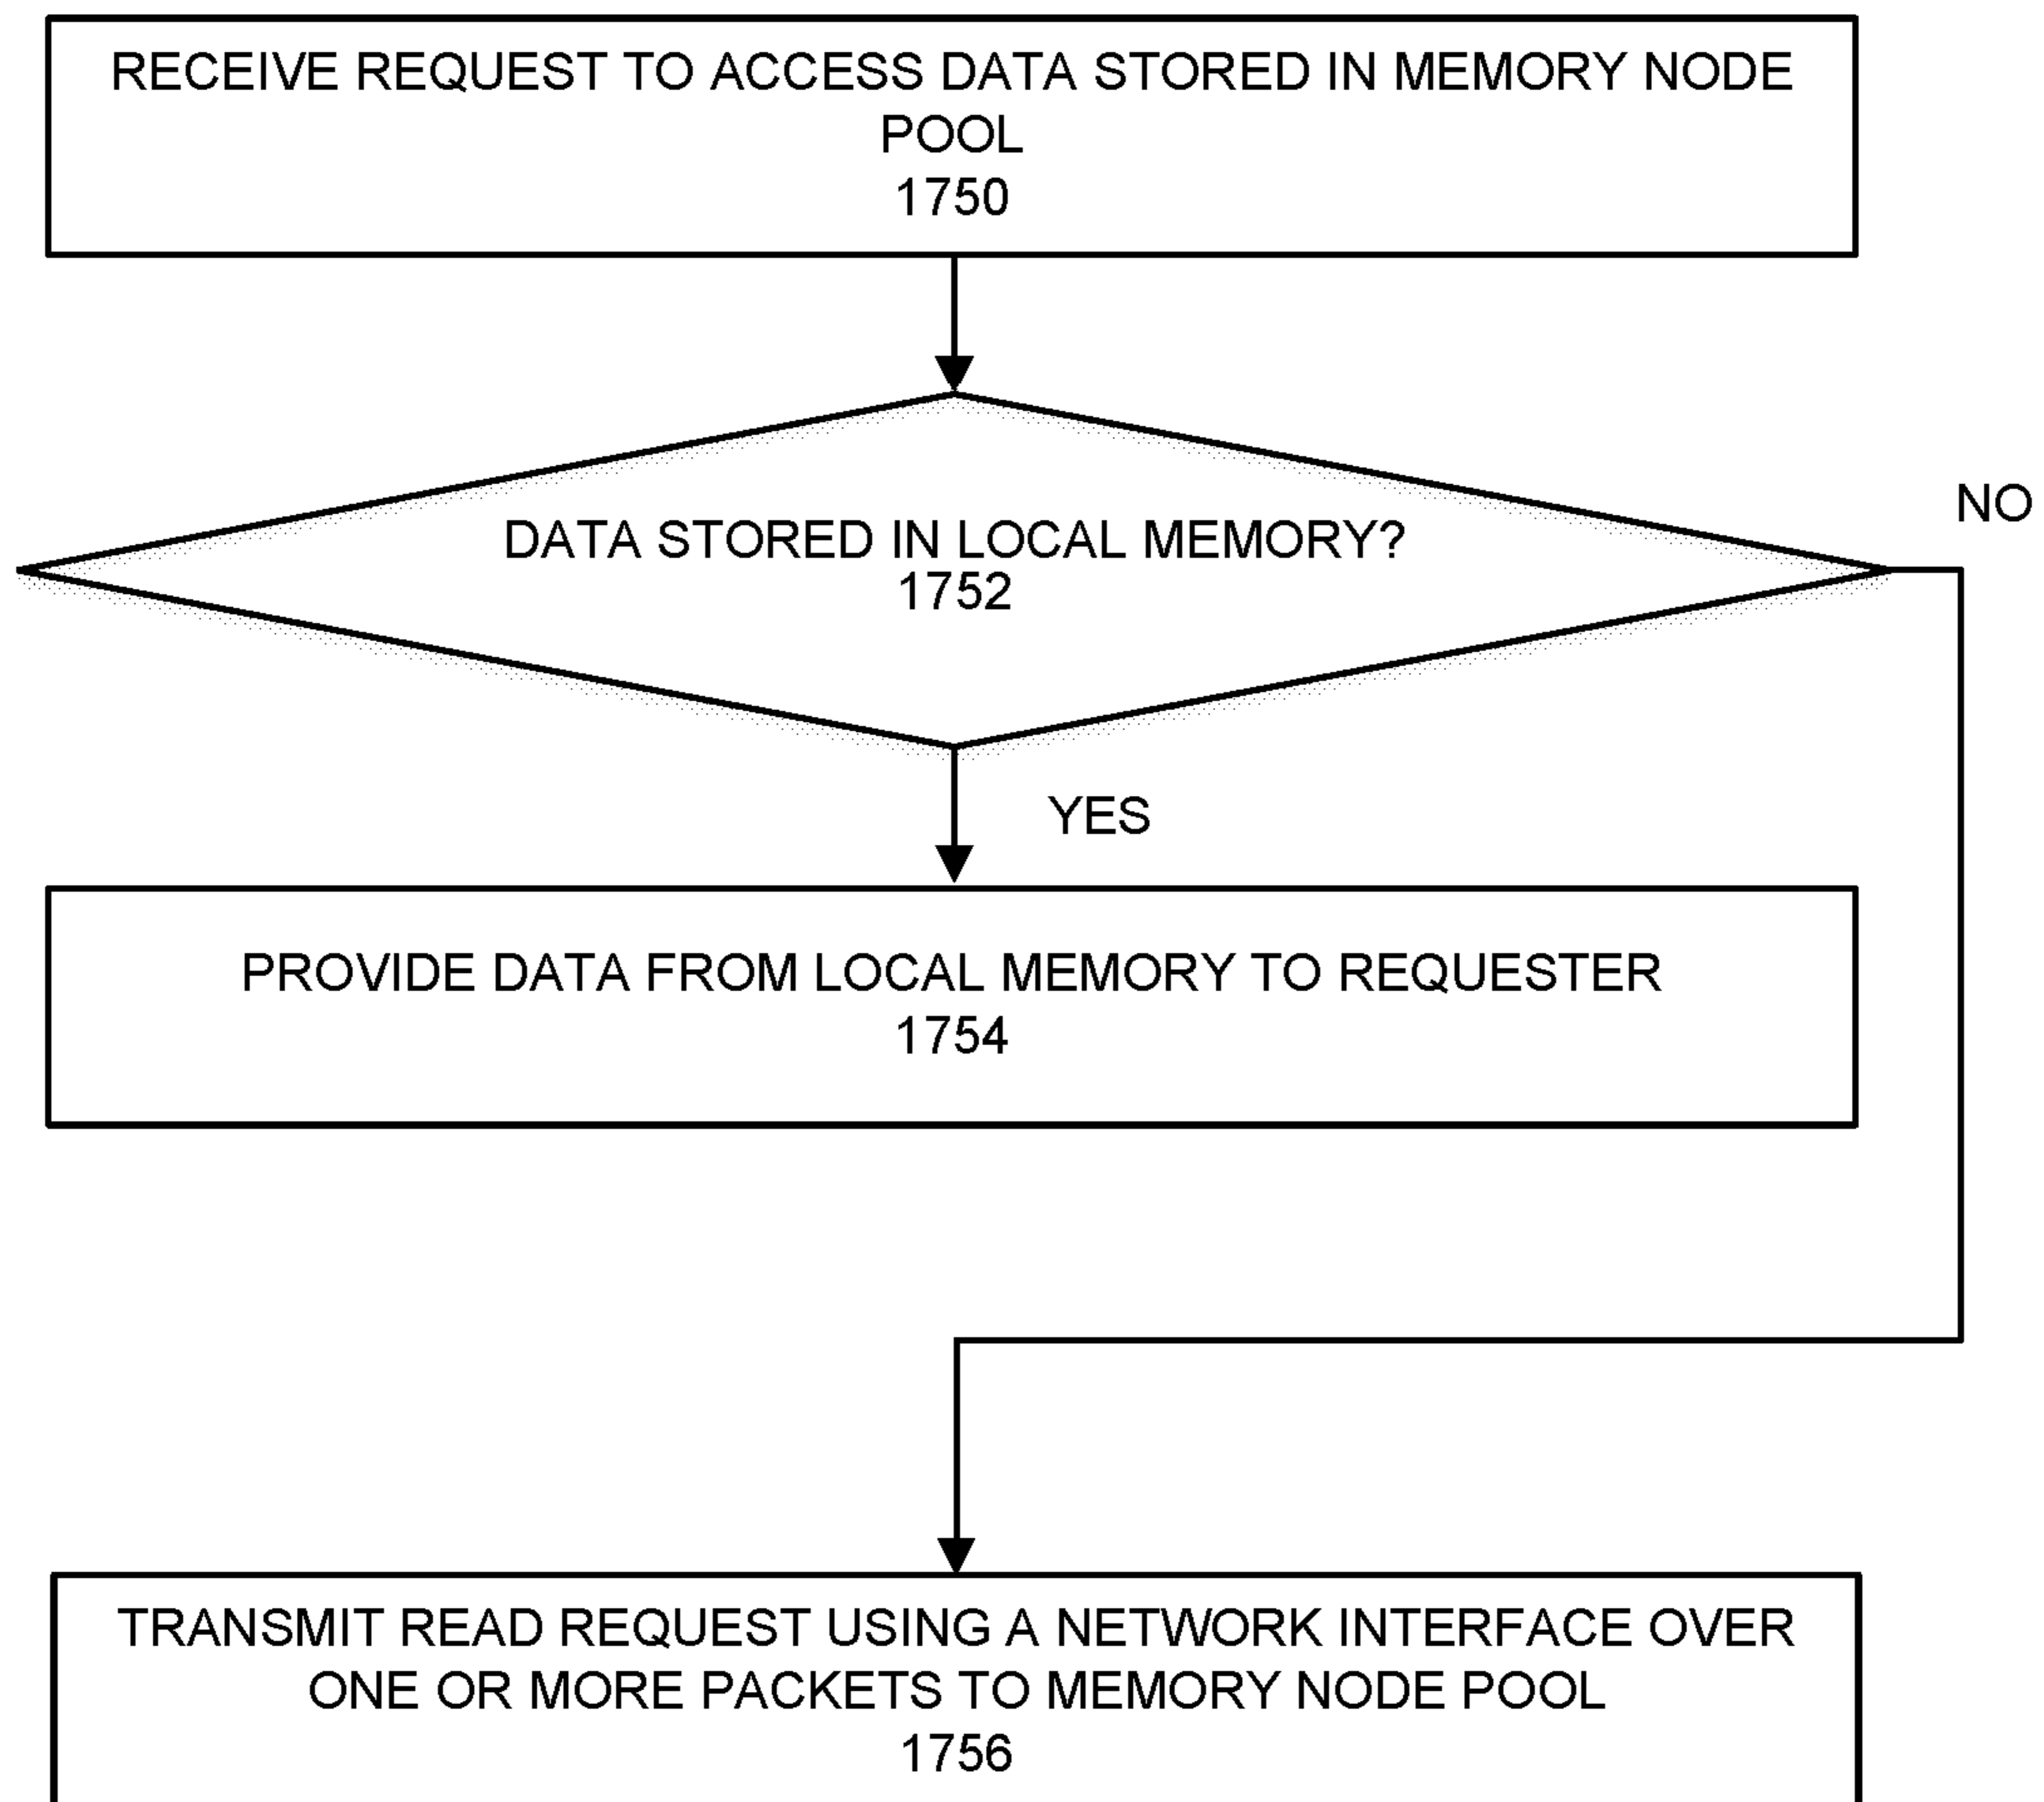 RECEIVE REQUEST TO ACCESS DATA STORED IN MEMORY NODE
POOL
1750
NO
DATA STORED IN LOCAL MEMORY?
1752
YES
PROVIDE DATA FROM LOCAL MEMORY TO REQUESTER
1754
TRANSMIT READ REQUEST USING A NETWORK INTERFACE OVER
ONE OR MORE PACKETS TO MEMORY NODE POOL
1756